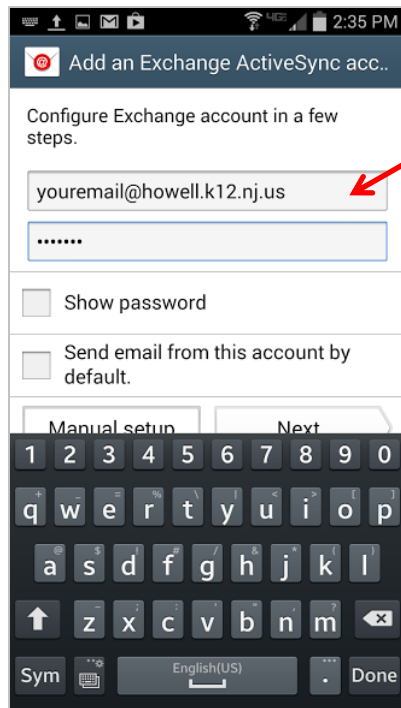 4G LTE 2:35 PM
Add an Exchange ActiveSync acc..
Configure Exchange account in a few
steps.
youremail@howell.k12.nj.us
•••••••
Show password
Send email from this account by
default.
Manual setup Next
1 2 3 4 5 6 7 8 9 0
q w e r t y u i o p
a s d f g h j k l
z x c v b n m
Sym English(US) . Done